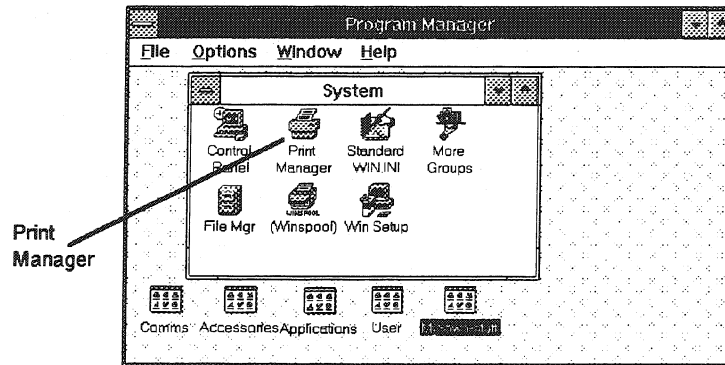 Program Manager
File Options Window Help
System
Control Panel
Print Manager
Standard WIN.INI
More Groups
File Mgr
(Winspool)
Win Setup
Print Manager
Comms Accessories Applications User